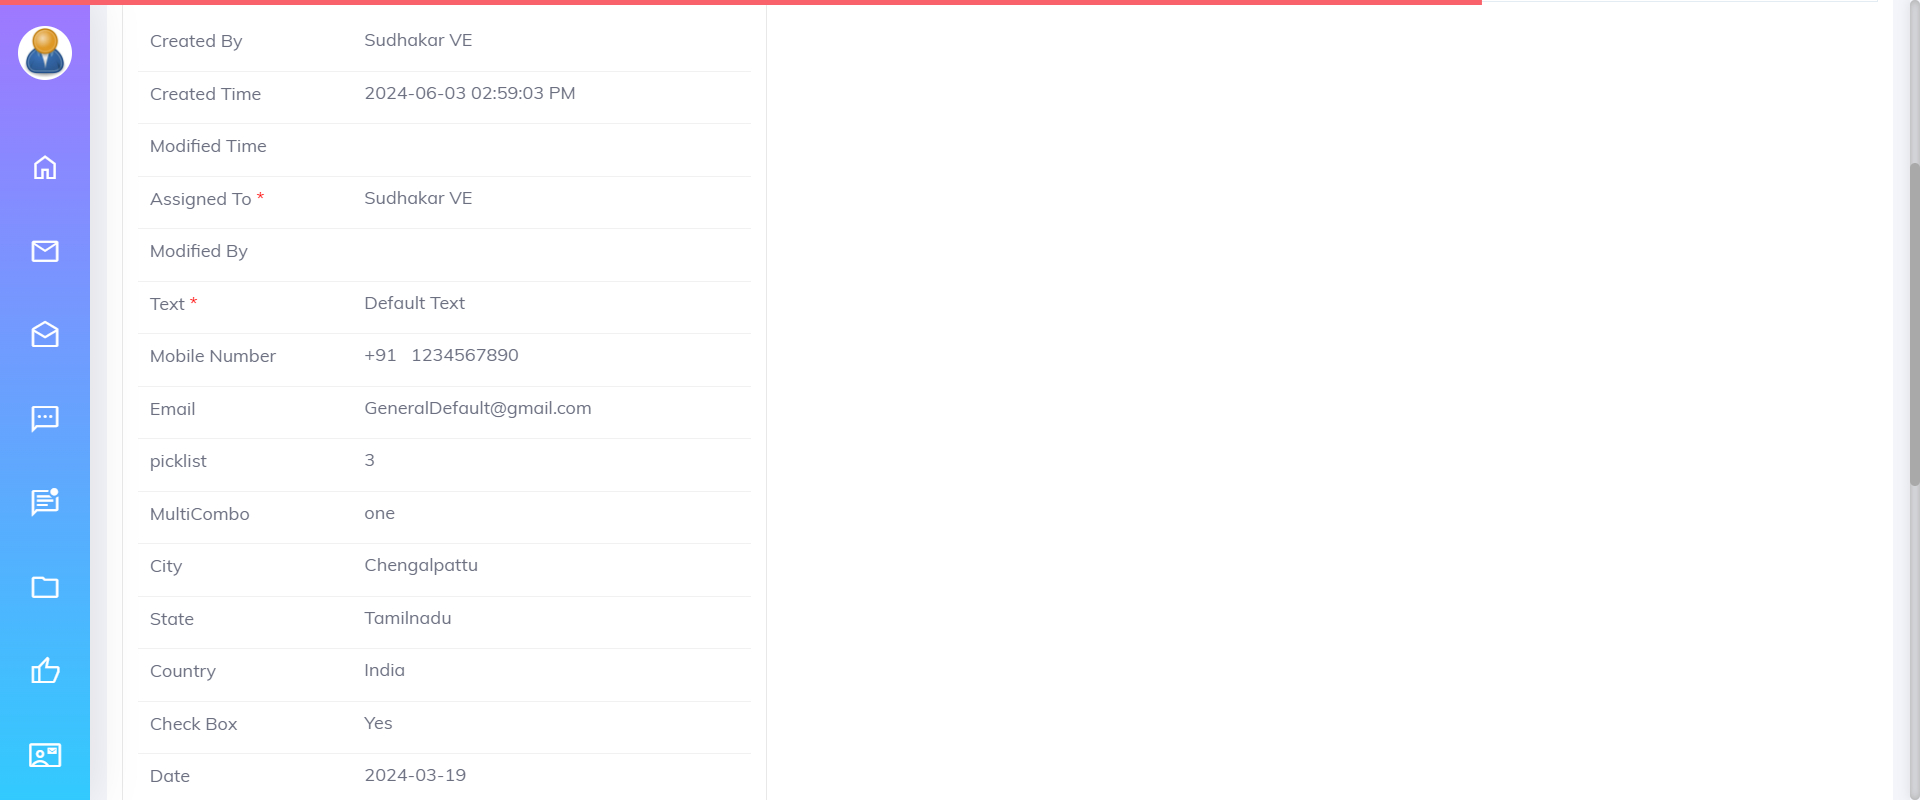 Created By Sudhakar VE
Created Time 2024-06-03 02:59:03 PM
Modified Time
Assigned To * Sudhakar VE
Modified By
Text * Default Text
Mobile Number +91 1234567890
Email GeneralDefault@gmail.com
picklist 3
MultiCombo one
City Chengalpattu
State Tamilnadu
Country India
Check Box Yes
Date 2024-03-19